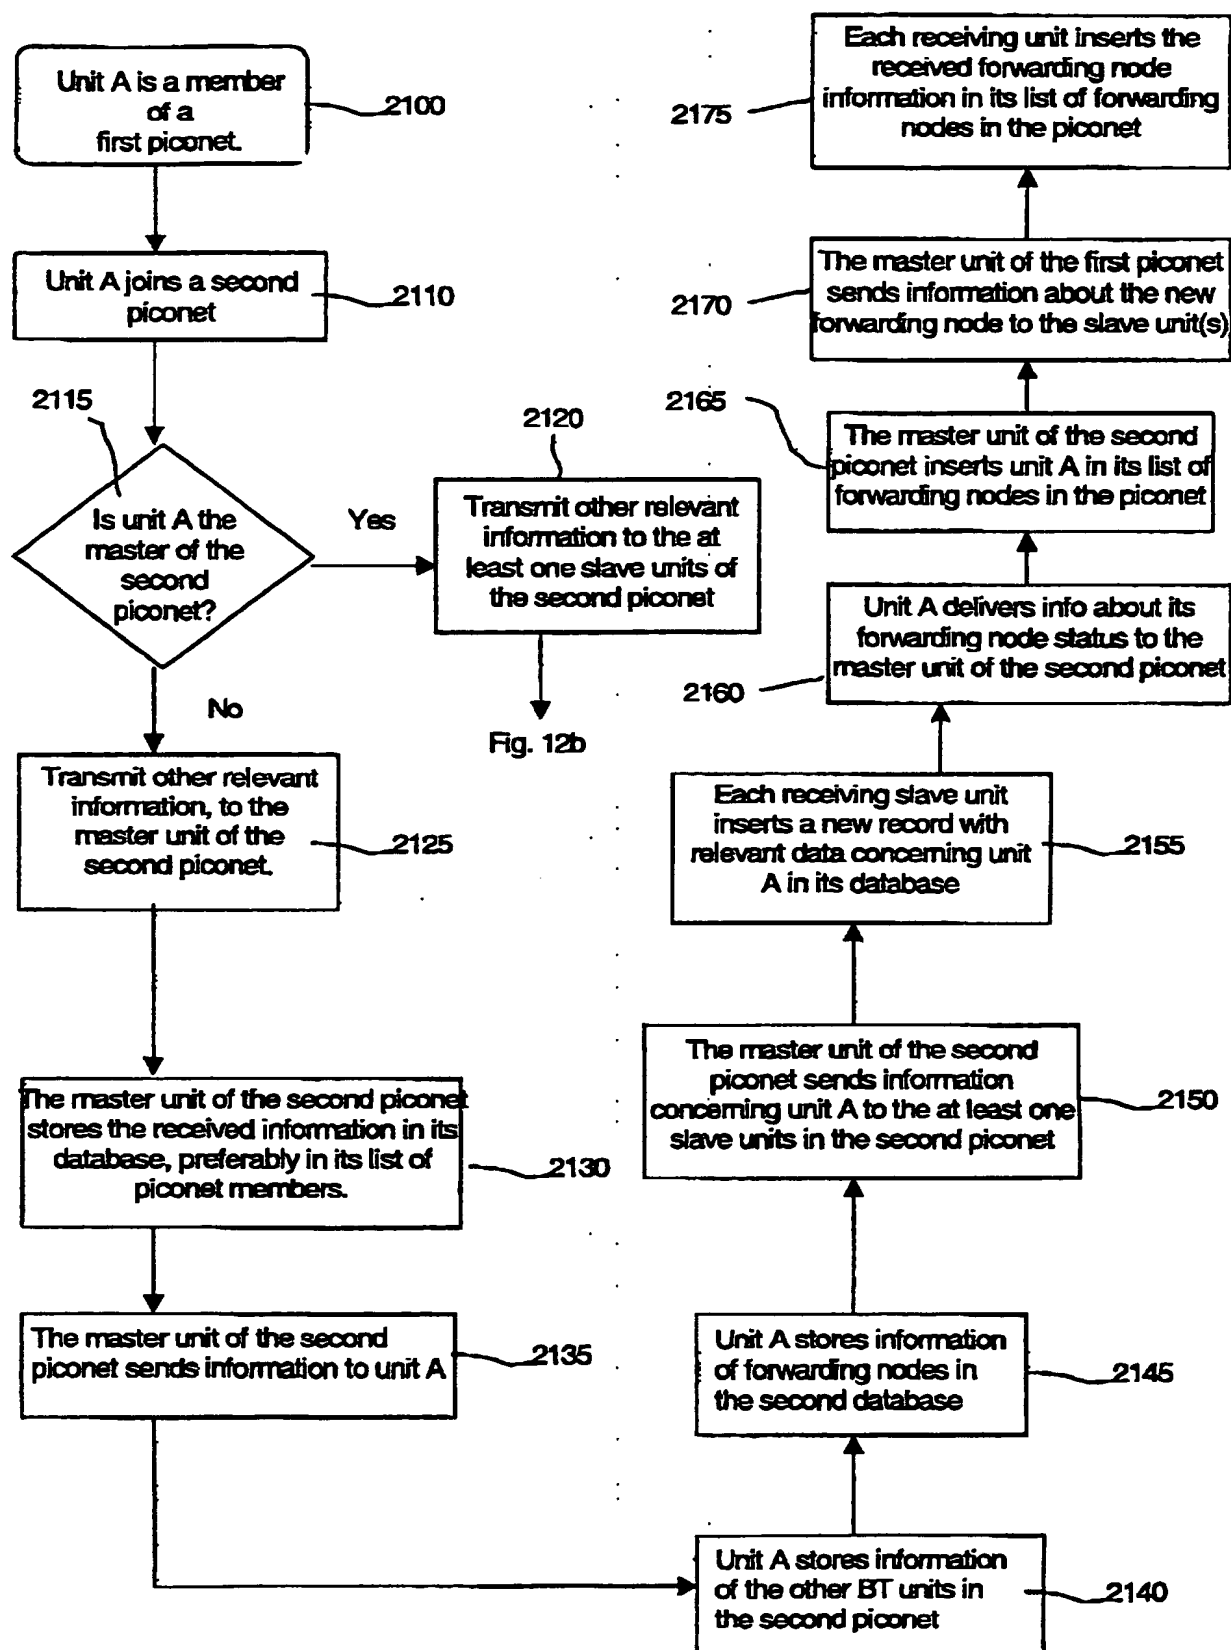 Unit A is a member
of a
first piconet.
2100
Unit A joins a second
piconet
2110
2115
Is unit A the
master of the
second
piconet?
Yes
2120
Transmit other relevant
information to the at
least one slave units of
the second piconet
Fig. 12b
No
Transmit other relevant
information, to the
master unit of the
second piconet.
2125
The master unit of the second piconet
stores the received information in its
database, preferably in its list of
piconet members.
2130
The master unit of the second
piconet sends information to unit A
2135
Unit A stores information
of the other BT units in
the second piconet
2140
Unit A stores information
of forwarding nodes in
the second database
2145
The master unit of the second
piconet sends information
concerning unit A to the at least one
slave units in the second piconet
2150
Each receiving slave unit
inserts a new record with
relevant data concerning unit
A in its database
2155
Unit A delivers info about its
forwarding node status to the
master unit of the second piconet
2160
2165
The master unit of the second
piconet inserts unit A in its list of
forwarding nodes in the piconet
The master unit of the first piconet
sends information about the new
forwarding node to the slave unit(s)
2170
Each receiving unit inserts the
received forwarding node
information in its list of forwarding
nodes in the piconet
2175